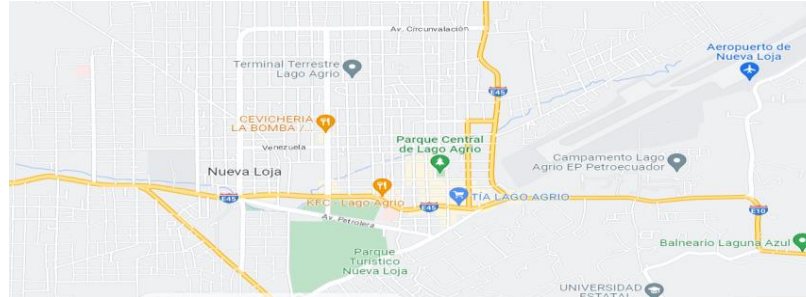 Av. Circunvalación
Aeropuerto de
Nueva Loja
Terminal Terrestre
Lago Agrio
E45
CEVICHERIA
LA BOMBA /...
Parque Central
de Lago Agrio
Venezuela
Campamento Lago
Agrio EP Petroecuador
Nueva Loja
KFC - Lago Agrio
TÍA LAGO AGRIO
E45
E45
E10
Av. Petrolera
Balneario Laguna Azul
Parque
Turístico
Nueva Loja
UNIVERSIDAD
ESTATAL